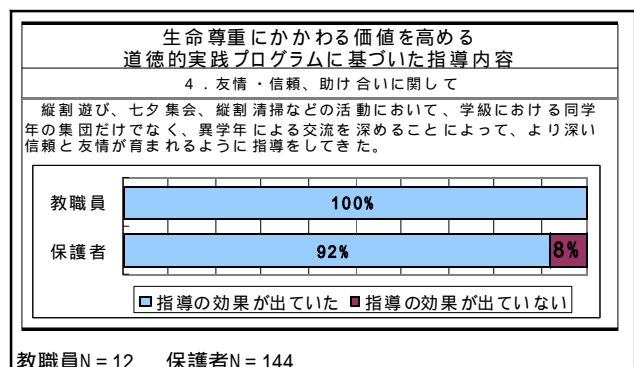 生命尊重にかかわる価値を高める
道徳的実践プログラムに基づいた指導内容
４．友情・信頼、助け合いに関して
縦割遊び、七夕集会、縦割清掃などの活動において、学級における同学
年の集団だけでなく、異学年による交流を深めることによって、より深い
信頼と友情が育まれるように指導をしてきた。
教職員 100%
保護者 92% 8%
指導の効果が出ていた 指導の効果が出ていない
教職員N＝12 保護者N＝144